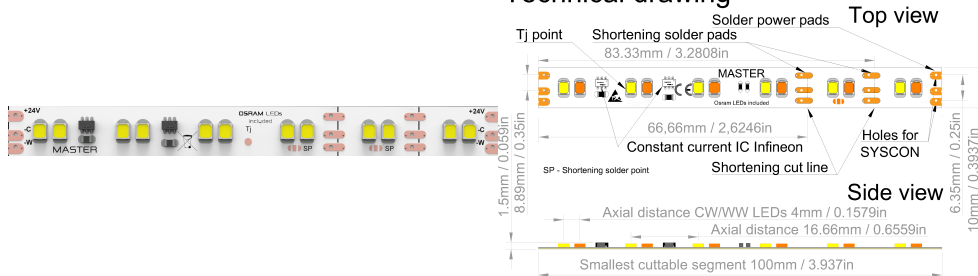 +24V
-C
-W
MASTER
OSRAM LEDs
included
Tj
SP
SP
+24V
-C
-W
Technical drawing
Top view
Solder power pads
Tj point
Shortening solder pads
83.33mm / 3.2808in
MASTER
Osram LEDs included
66,66mm / 2,6246in
Constant current IC Infineon
Holes for
SYSCON
Shortening cut line
SP - Shortening solder point
1.5mm / 0.059in
8.89mm / 0.35in
6.35mm / 0.25in
10mm / 0.3937in
Side view
Axial distance CW/WW LEDs 4mm / 0.1579in
Axial distance 16.66mm / 0.6559in
Smallest cuttable segment 100mm / 3.937in